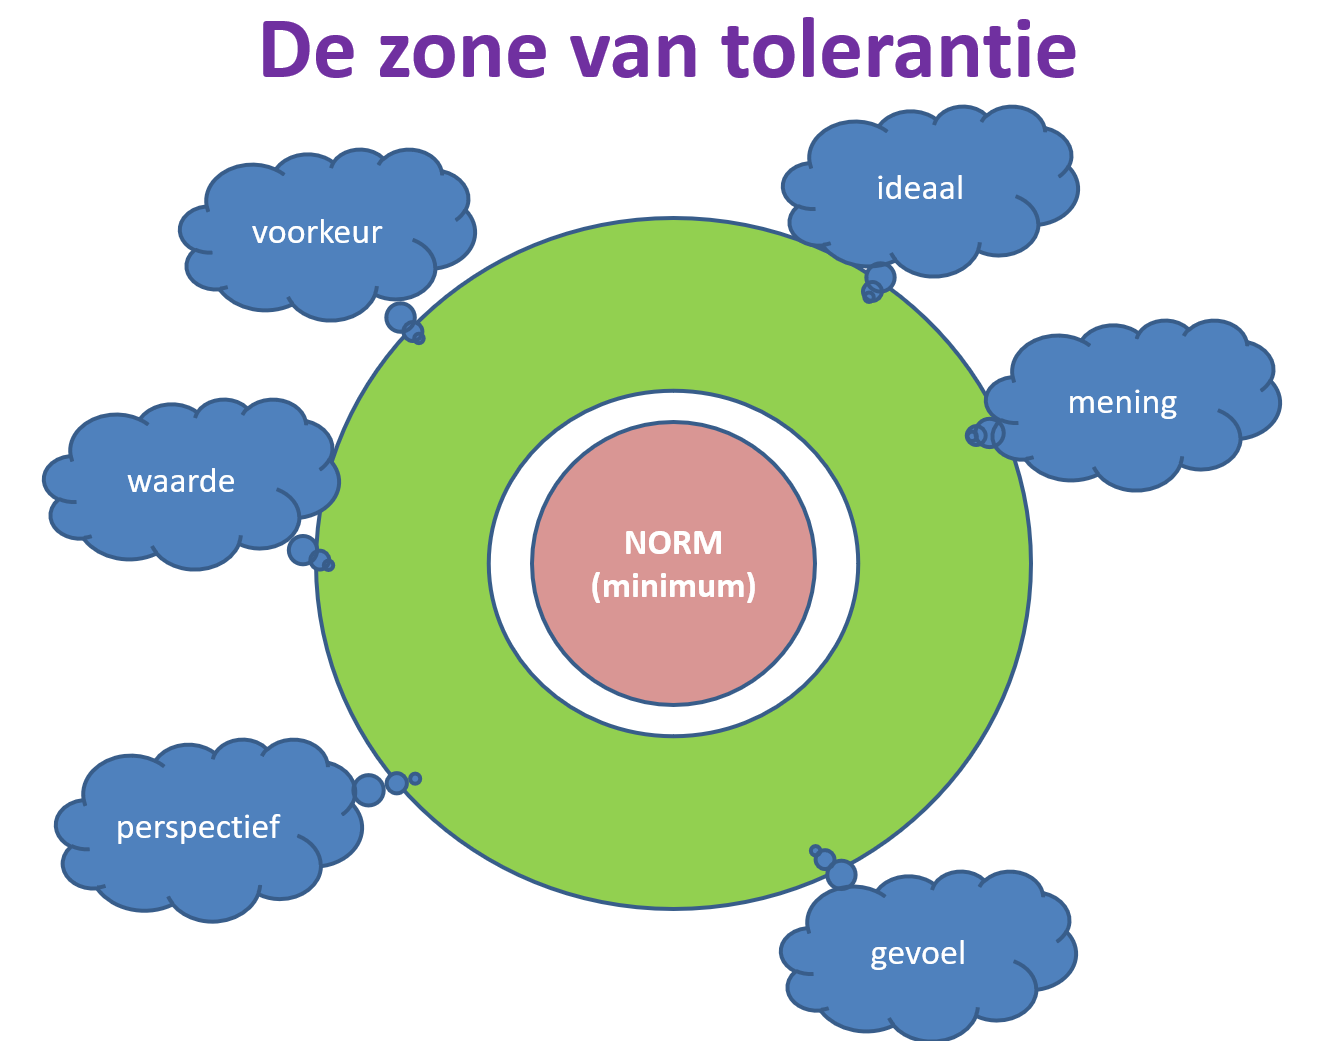 De zone van tolerantie
ideaal
voorkeur
mening
waarde
NORM
(minimum)
perspectief
gevoel